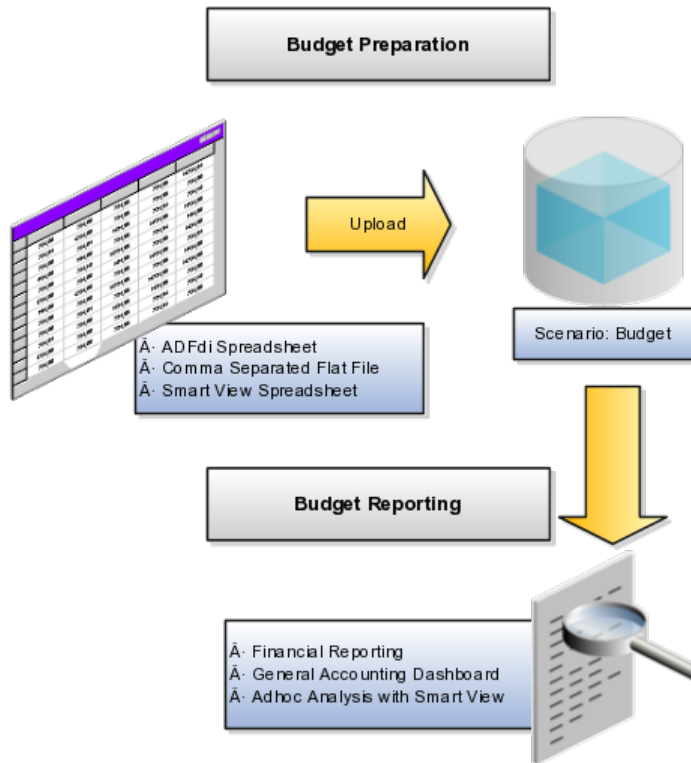 Budget Preparation
Upload
Â· ADFdi Spreadsheet
Â· Comma Separated Flat File
Â· Smart View Spreadsheet
Scenario: Budget
Budget Reporting
Â· Financial Reporting
Â· General Accounting Dashboard
Â· Adhoc Analysis with Smart View